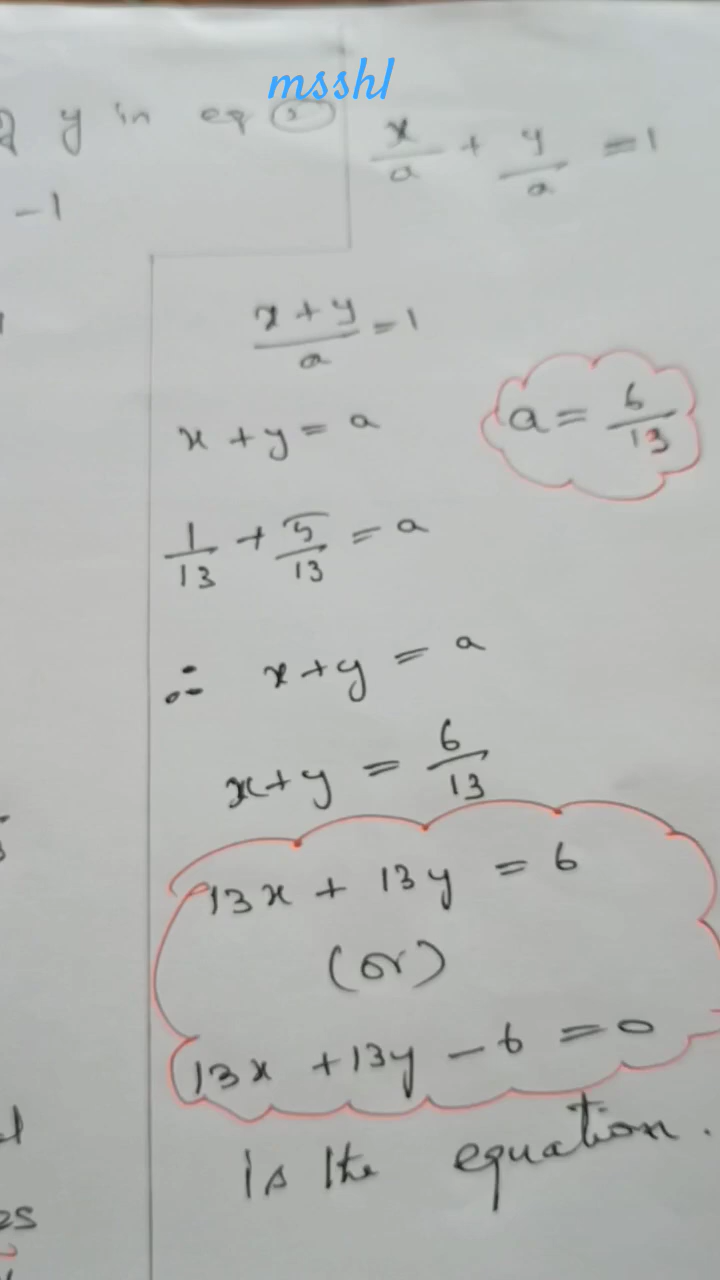 msshl
y in eq (2)
x/a + y/a = 1
-1
(x + y)/a = 1
x + y = a
a = 6/13
1/13 + 5/13 = a
∴ x + y = a
x + y = 6/13
13x + 13y = 6
(or)
13x + 13y - 6 = 0
is the equation.